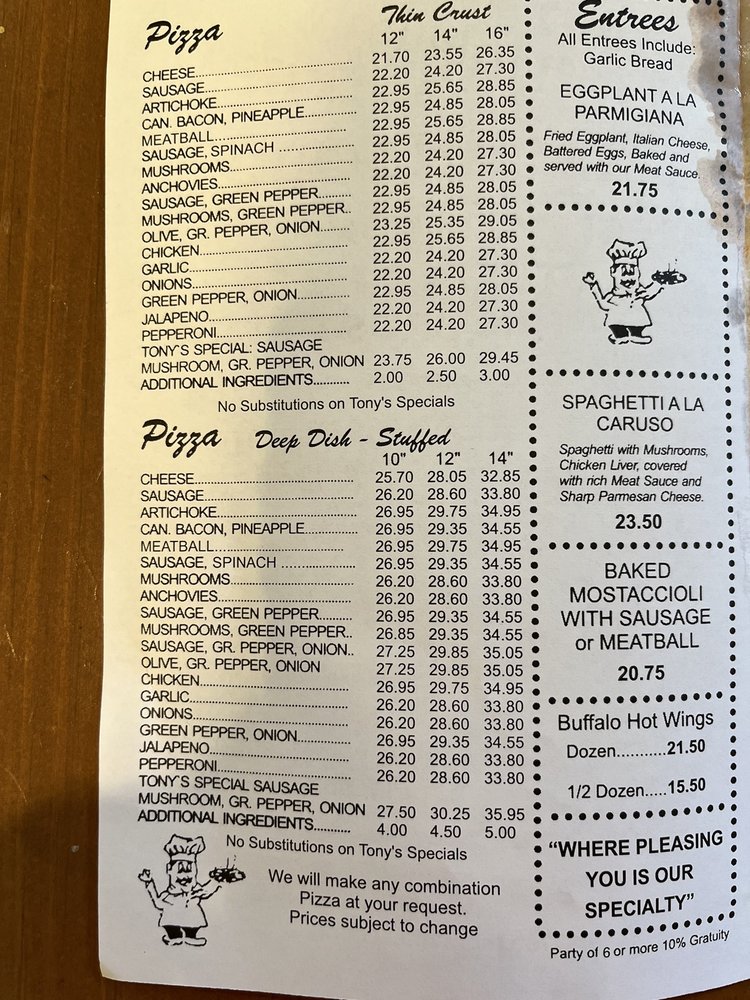 Pizza Thin Crust
12" 14" 16"
CHEESE 21.70 23.55 26.35
SAUSAGE 22.20 24.20 27.30
ARTICHOKE 22.95 25.65 28.85
CAN. BACON, PINEAPPLE 22.95 24.85 28.05
MEATBALL 22.95 25.65 28.85
SAUSAGE, SPINACH 22.95 24.85 28.05
MUSHROOMS 22.20 24.20 27.30
ANCHOVIES 22.20 24.20 27.30
SAUSAGE, GREEN PEPPER 22.95 24.85 28.05
MUSHROOMS, GREEN PEPPER 22.95 24.85 28.05
OLIVE, GR. PEPPER, ONION 23.25 25.35 29.05
CHICKEN 22.95 25.65 28.85
GARLIC 22.20 24.20 27.30
ONIONS 22.20 24.20 27.30
GREEN PEPPER, ONION 22.95 24.85 28.05
JALAPENO 22.20 24.20 27.30
PEPPERONI 22.20 24.20 27.30
TONY'S SPECIAL: SAUSAGE
MUSHROOM, GR. PEPPER, ONION 23.75 26.00 29.45
ADDITIONAL INGREDIENTS 2.00 2.50 3.00
No Substitutions on Tony's Specials
Pizza Deep Dish - Stuffed
10" 12" 14"
CHEESE 25.70 28.05 32.85
SAUSAGE 26.20 28.60 33.80
ARTICHOKE 26.95 29.75 34.95
CAN. BACON, PINEAPPLE 26.95 29.35 34.55
MEATBALL 26.95 29.75 34.95
SAUSAGE, SPINACH 26.95 29.35 34.55
MUSHROOMS 26.20 28.60 33.80
ANCHOVIES 26.20 28.60 33.80
SAUSAGE, GREEN PEPPER 26.95 29.35 34.55
MUSHROOMS, GREEN PEPPER 26.85 29.35 34.55
SAUSAGE, GR. PEPPER, ONION 27.25 29.85 35.05
OLIVE, GR. PEPPER, ONION 27.25 29.85 35.05
CHICKEN 26.95 29.75 34.95
GARLIC 26.20 28.60 33.80
ONIONS 26.20 28.60 33.80
GREEN PEPPER, ONION 26.95 29.35 34.55
JALAPENO 26.20 28.60 33.80
PEPPERONI 26.20 28.60 33.80
TONY'S SPECIAL SAUSAGE
MUSHROOM, GR. PEPPER, ONION 27.50 30.25 35.95
ADDITIONAL INGREDIENTS 4.00 4.50 5.00
No Substitutions on Tony's Specials
We will make any combination
Pizza at your request.
Prices subject to change
Entrees
All Entrees Include:
Garlic Bread
EGGPLANT A LA
PARMIGIANA
Fried Eggplant, Italian Cheese,
Battered Eggs, Baked and
served with our Meat Sauce.
21.75
SPAGHETTI A LA
CARUSO
Spaghetti with Mushrooms,
Chicken Liver, covered
with rich Meat Sauce and
Sharp Parmesan Cheese.
23.50
BAKED
MOSTACCIOLI
WITH SAUSAGE
or MEATBALL
20.75
Buffalo Hot Wings
Dozen..........21.50
1/2 Dozen.....15.50
"WHERE PLEASING
YOU IS OUR
SPECIALTY"
Party of 6 or more 10% Gratuity